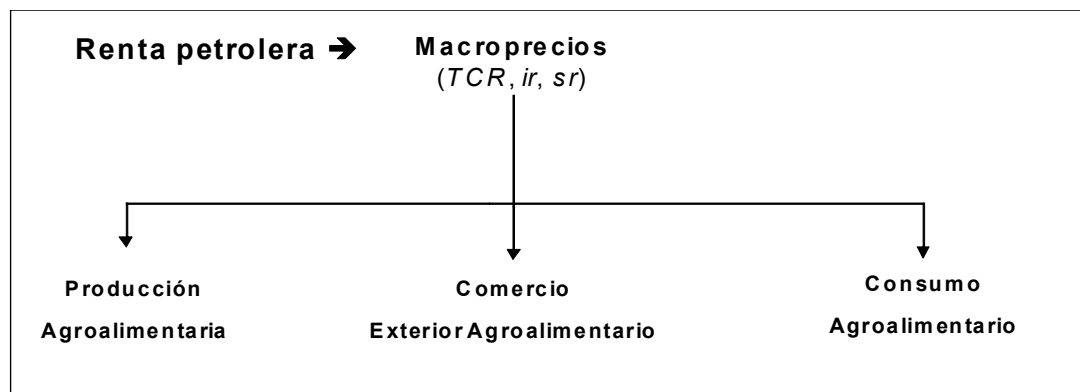 Renta petrolera ➔ Macroprecios
(TCR, ir, sr)
Producción
Agroalimentaria
Comercio
Exterior Agroalimentario
Consumo
Agroalimentario